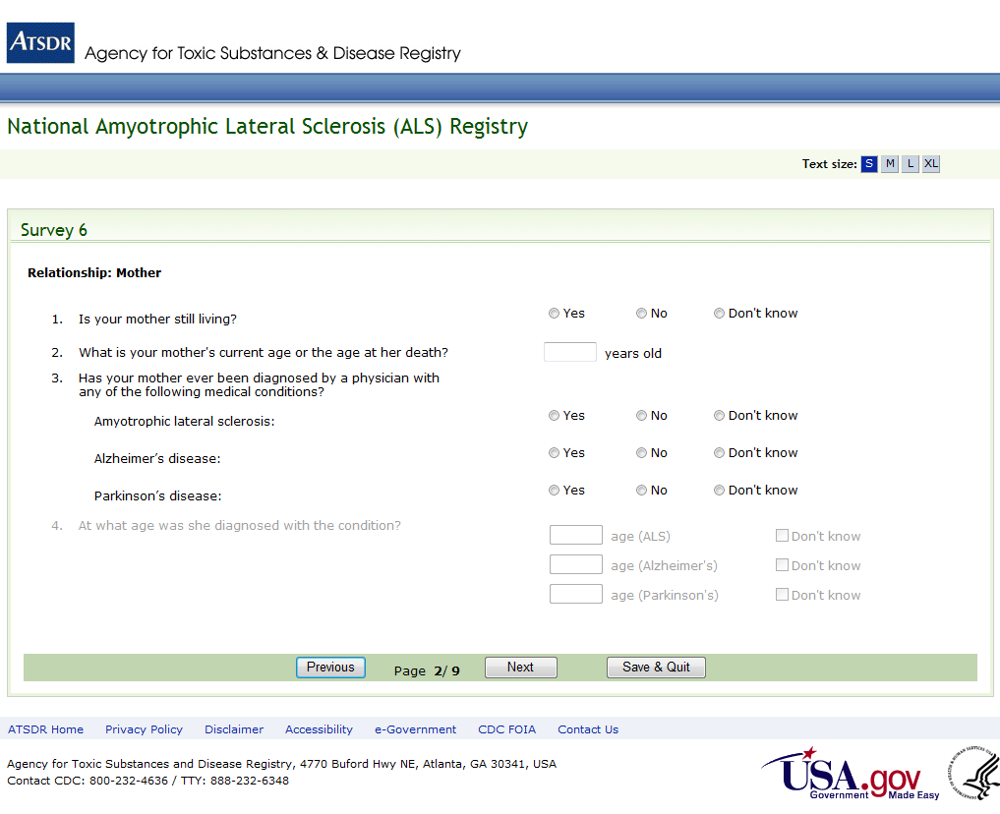 ATSDR Agency for Toxic Substances & Disease Registry
National Amyotrophic Lateral Sclerosis (ALS) Registry
Text size: S M L XL
Survey 6
Relationship: Mother
1. Is your mother still living? Yes No Don't know
2. What is your mother's current age or the age at her death? years old
3. Has your mother ever been diagnosed by a physician with
any of the following medical conditions?
Amyotrophic lateral sclerosis: Yes No Don't know
Alzheimer's disease: Yes No Don't know
Parkinson's disease: Yes No Don't know
4. At what age was she diagnosed with the condition?
age (ALS) Don't know
age (Alzheimer's) Don't know
age (Parkinson's) Don't know
Previous Page 2/ 9 Next Save & Quit
ATSDR Home Privacy Policy Disclaimer Accessibility e-Government CDC FOIA Contact Us
Agency for Toxic Substances and Disease Registry, 4770 Buford Hwy NE, Atlanta, GA 30341, USA
Contact CDC: 800-232-4636 / TTY: 888-232-6348
USA.gov
Government Made Easy